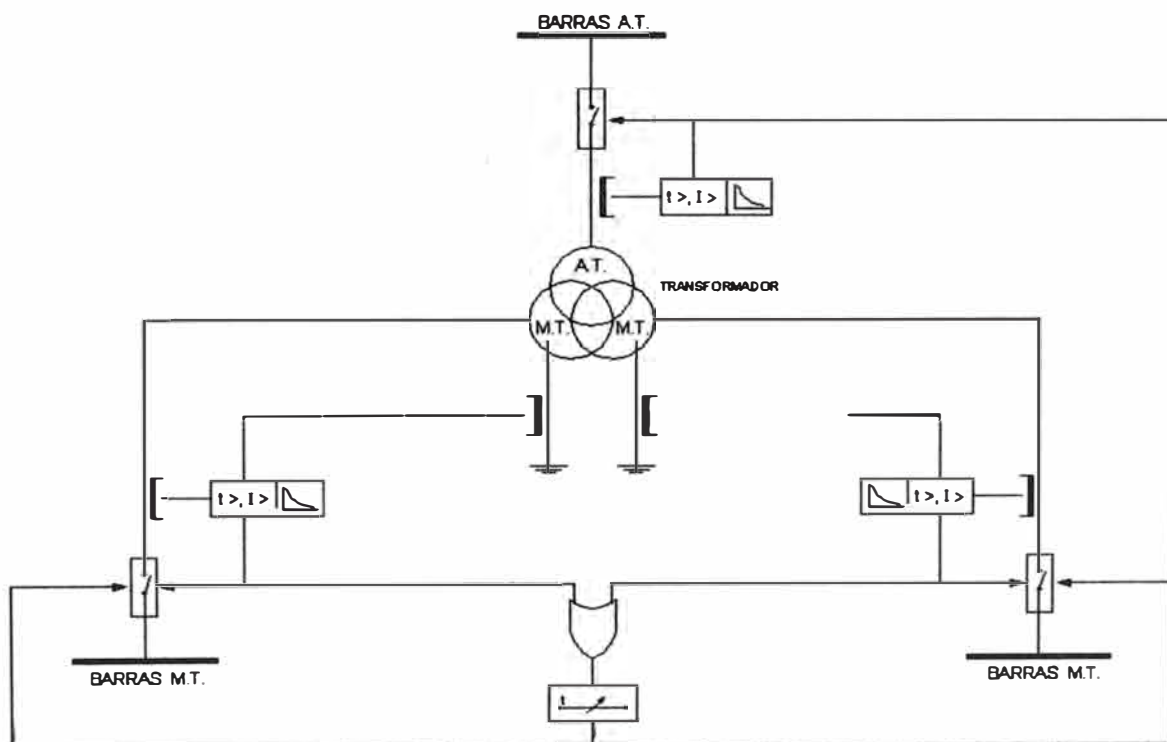 BARRAS A.T.
t >, I >
A.T.
TRANSFORMADOR
M.T.
M.T.
t >, I >
t >, I >
BARRAS M.T.
BARRAS M.T.
t